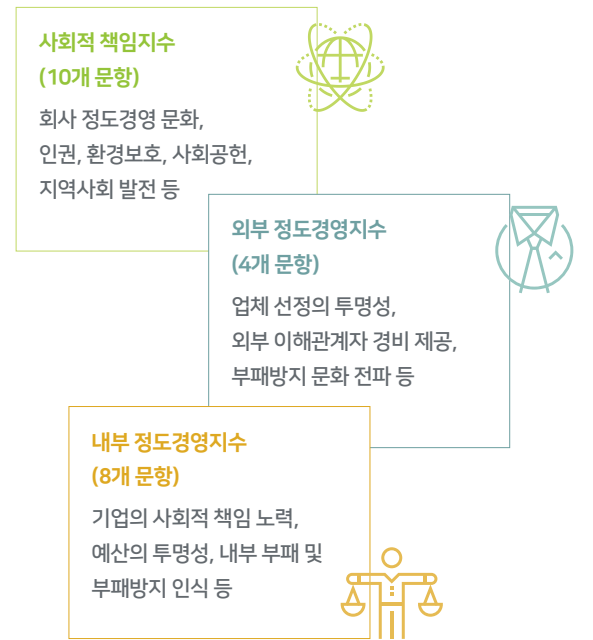 사회적 책임지수
(10개 문항)
회사 정도경영 문화,
인권, 환경보호, 사회공헌,
지역사회 발전 등
외부 정도경영지수
(4개 문항)
업체 선정의 투명성,
외부 이해관계자 경비 제공,
부패방지 문화 전파 등
내부 정도경영지수
(8개 문항)
기업의 사회적 책임 노력,
예산의 투명성, 내부 부패 및
부패방지 인식 등